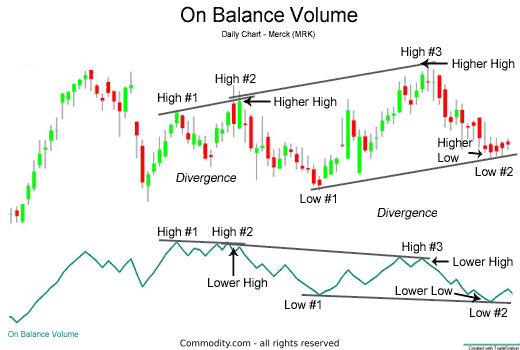 On Balance Volume
Daily Chart - Merck (MRK)
High #3
Higher High
High #2
High #1
Higher High
Higher
Low
Low #2
Divergence
Low #1
Divergence
High #1
High #2
High #3
Higher Low
Lower High
Lower Low
Low #1
Low #2
On Balance Volume
Commodity.com - all rights reserved
Created with TradeStation